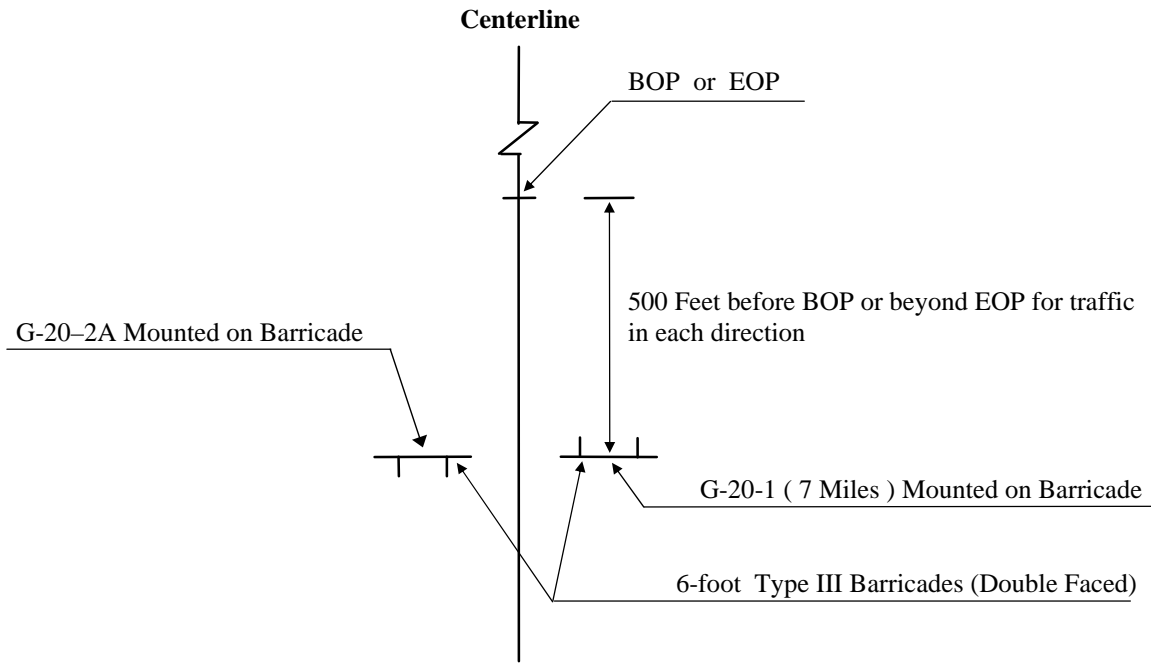 Centerline
BOP or EOP
500 Feet before BOP or beyond EOP for traffic
in each direction
G-20–2A Mounted on Barricade
G-20-1 ( 7 Miles ) Mounted on Barricade
6-foot Type III Barricades (Double Faced)